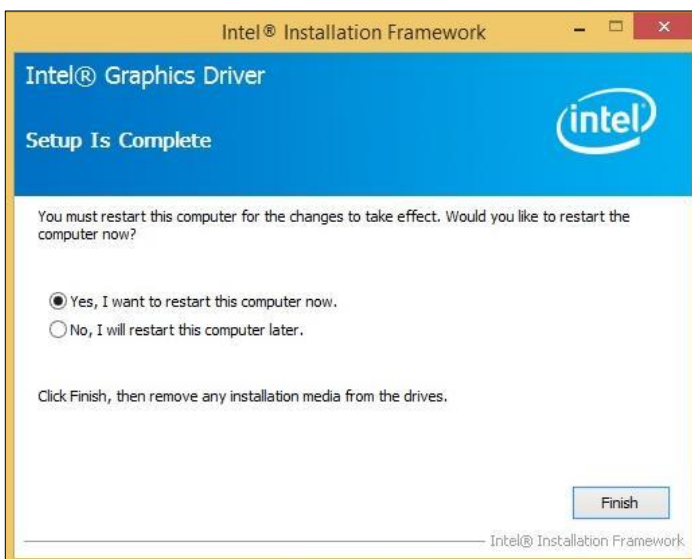 Intel® Installation Framework
Intel® Graphics Driver
Setup Is Complete
intel
You must restart this computer for the changes to take effect. Would you like to restart the
computer now?
Yes, I want to restart this computer now.
No, I will restart this computer later.
Click Finish, then remove any installation media from the drives.
Finish
Intel® Installation Framework